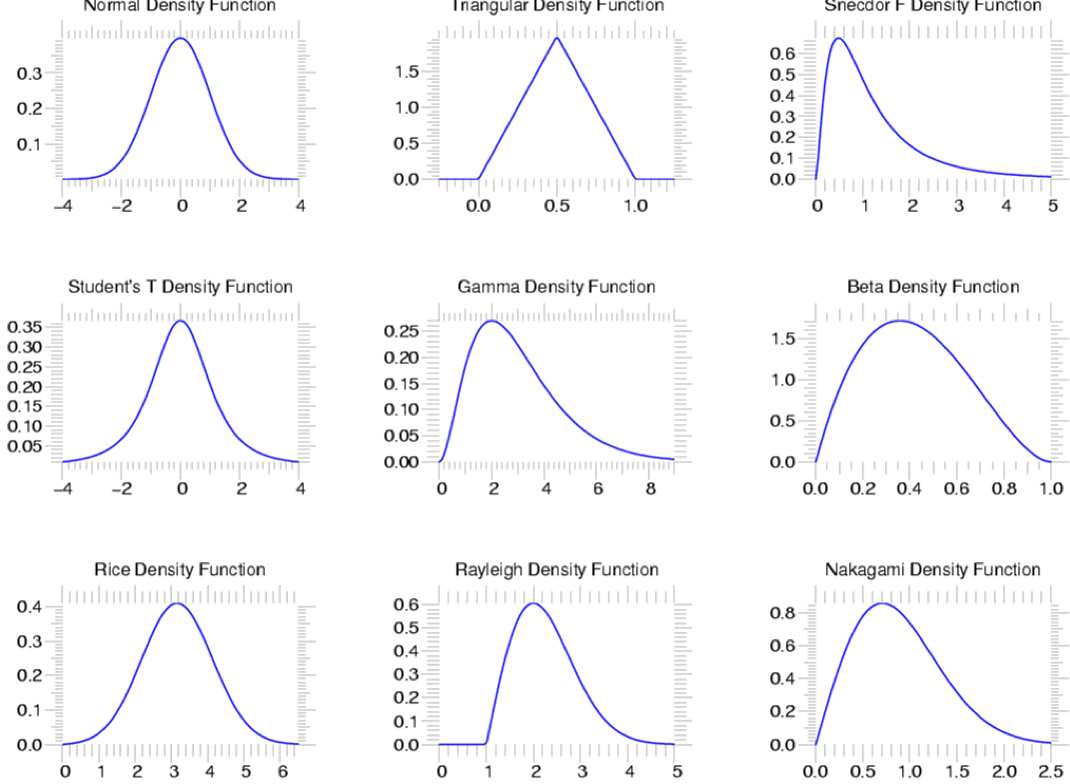 Normal Density Function
Triangular Density Function
Snecdor F Density Function
0.3
0.2
0.1
−4 −2 0 2 4
1.5
1.0
0.5
0.0
0.0 0.5 1.0
0.6
0.5
0.4
0.3
0.2
0.1
0.0
0 1 2 3 4 5
Student's T Density Function
Gamma Density Function
Beta Density Function
0.35
0.30
0.25
0.20
0.15
0.10
0.05
−4 −2 0 2 4
0.25
0.20
0.15
0.10
0.05
0.00
0 2 4 6 8
1.5
1.0
0.5
0.0
0.0 0.2 0.4 0.6 0.8 1.0
Rice Density Function
Rayleigh Density Function
Nakagami Density Function
0.4
0.3
0.2
0.1
0.0
0 1 2 3 4 5 6
0.6
0.5
0.4
0.3
0.2
0.1
0.0
0 1 2 3 4 5
0.8
0.6
0.4
0.2
0.0
0.0 0.5 1.0 1.5 2.0 2.5